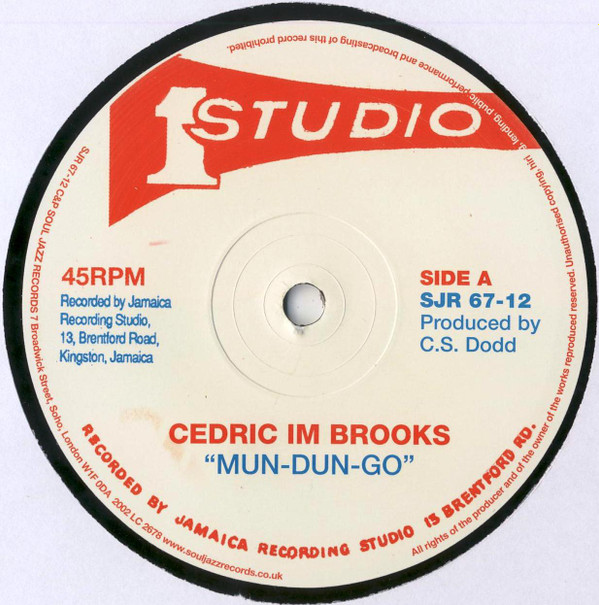 1 STUDIO
45RPM
Recorded by Jamaica
Recording Studio,
13, Brentford Road,
Kingston, Jamaica
SIDE A
SJR 67-12
Produced by
C.S. Dodd
CEDRIC IM BROOKS
“MUN-DUN-GO”
RECORDED BY JAMAICA RECORDING STUDIO 13 BRENTFORD RD.
SJR 67-12 C&P SOUL JAZZ RECORDS 7 Broadwick Street, Soho, London W1F 0DA 2002 LC 2678 www.souljazzrecords.co.uk
All rights of the producer and of the owner of the works reproduced reserved. Unauthorised copying, hiring, lending, public performance and broadcasting of this record prohibited.